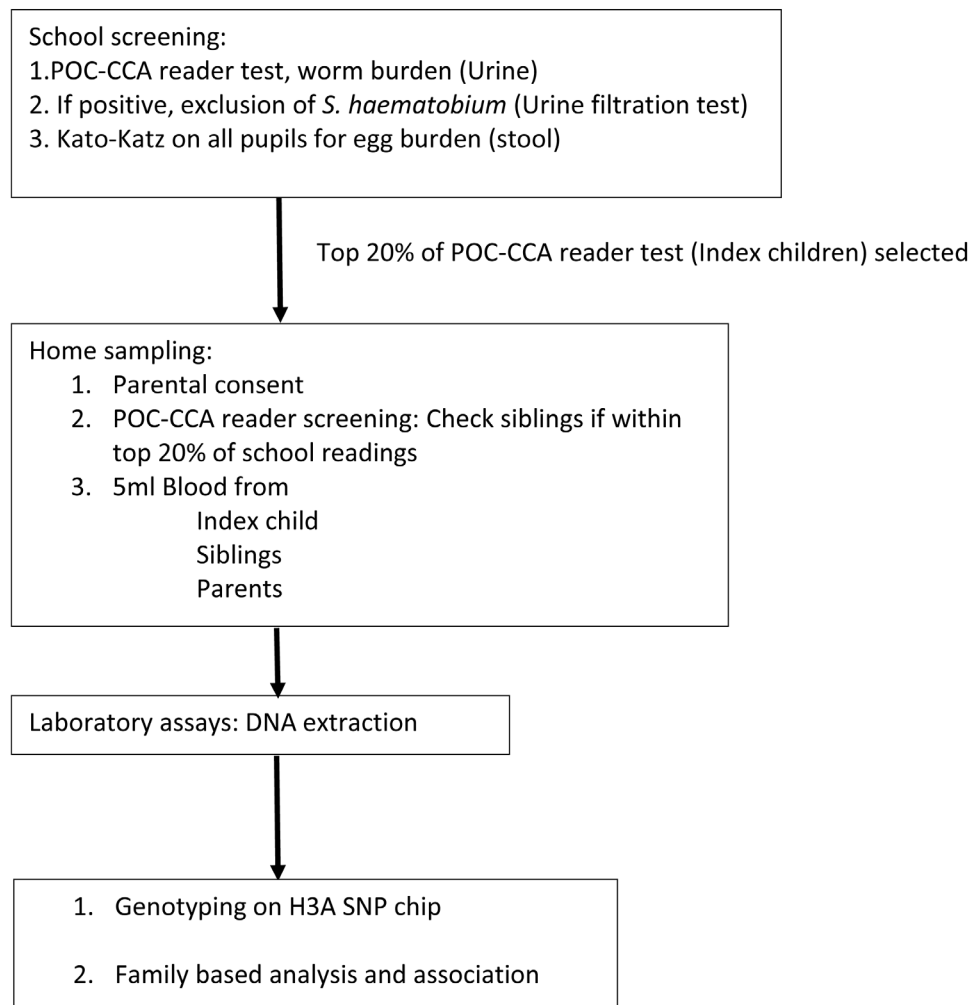 School screening:
1.POC-CCA reader test, worm burden (Urine)
2. If positive, exclusion of S. haematobium (Urine filtration test)
3. Kato-Katz on all pupils for egg burden (stool)
Top 20% of POC-CCA reader test (Index children) selected
Home sampling:
1. Parental consent
2. POC-CCA reader screening: Check siblings if within
top 20% of school readings
3. 5ml Blood from
Index child
Siblings
Parents
Laboratory assays: DNA extraction
1. Genotyping on H3A SNP chip
2. Family based analysis and association